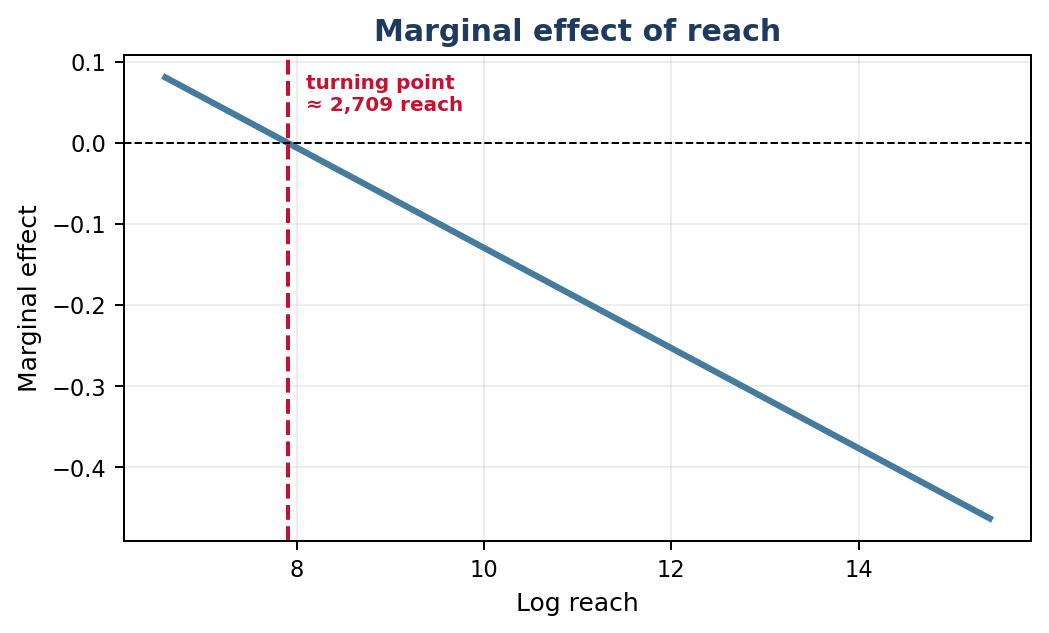 Marginal effect of reach
turning point
≈ 2,709 reach
0.1
0.0
−0.1
−0.2
−0.3
−0.4
Marginal effect
8
10
12
14
Log reach